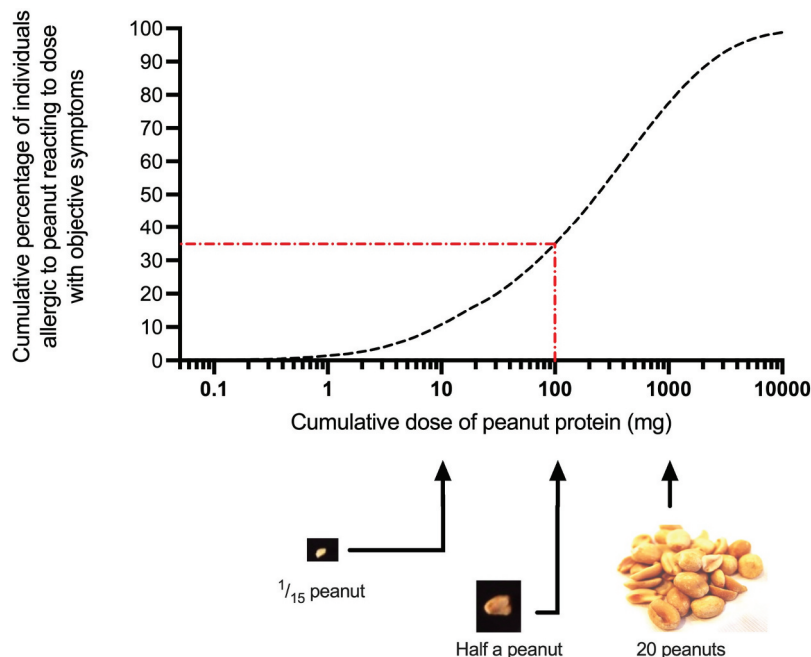 Cumulative percentage of individuals
allergic to peanut reacting to dose
with objective symptoms
100
90
80
70
60
50
40
30
20
10
0
0.1 1 10 100 1000 10000
Cumulative dose of peanut protein (mg)
1/15 peanut
Half a peanut
20 peanuts